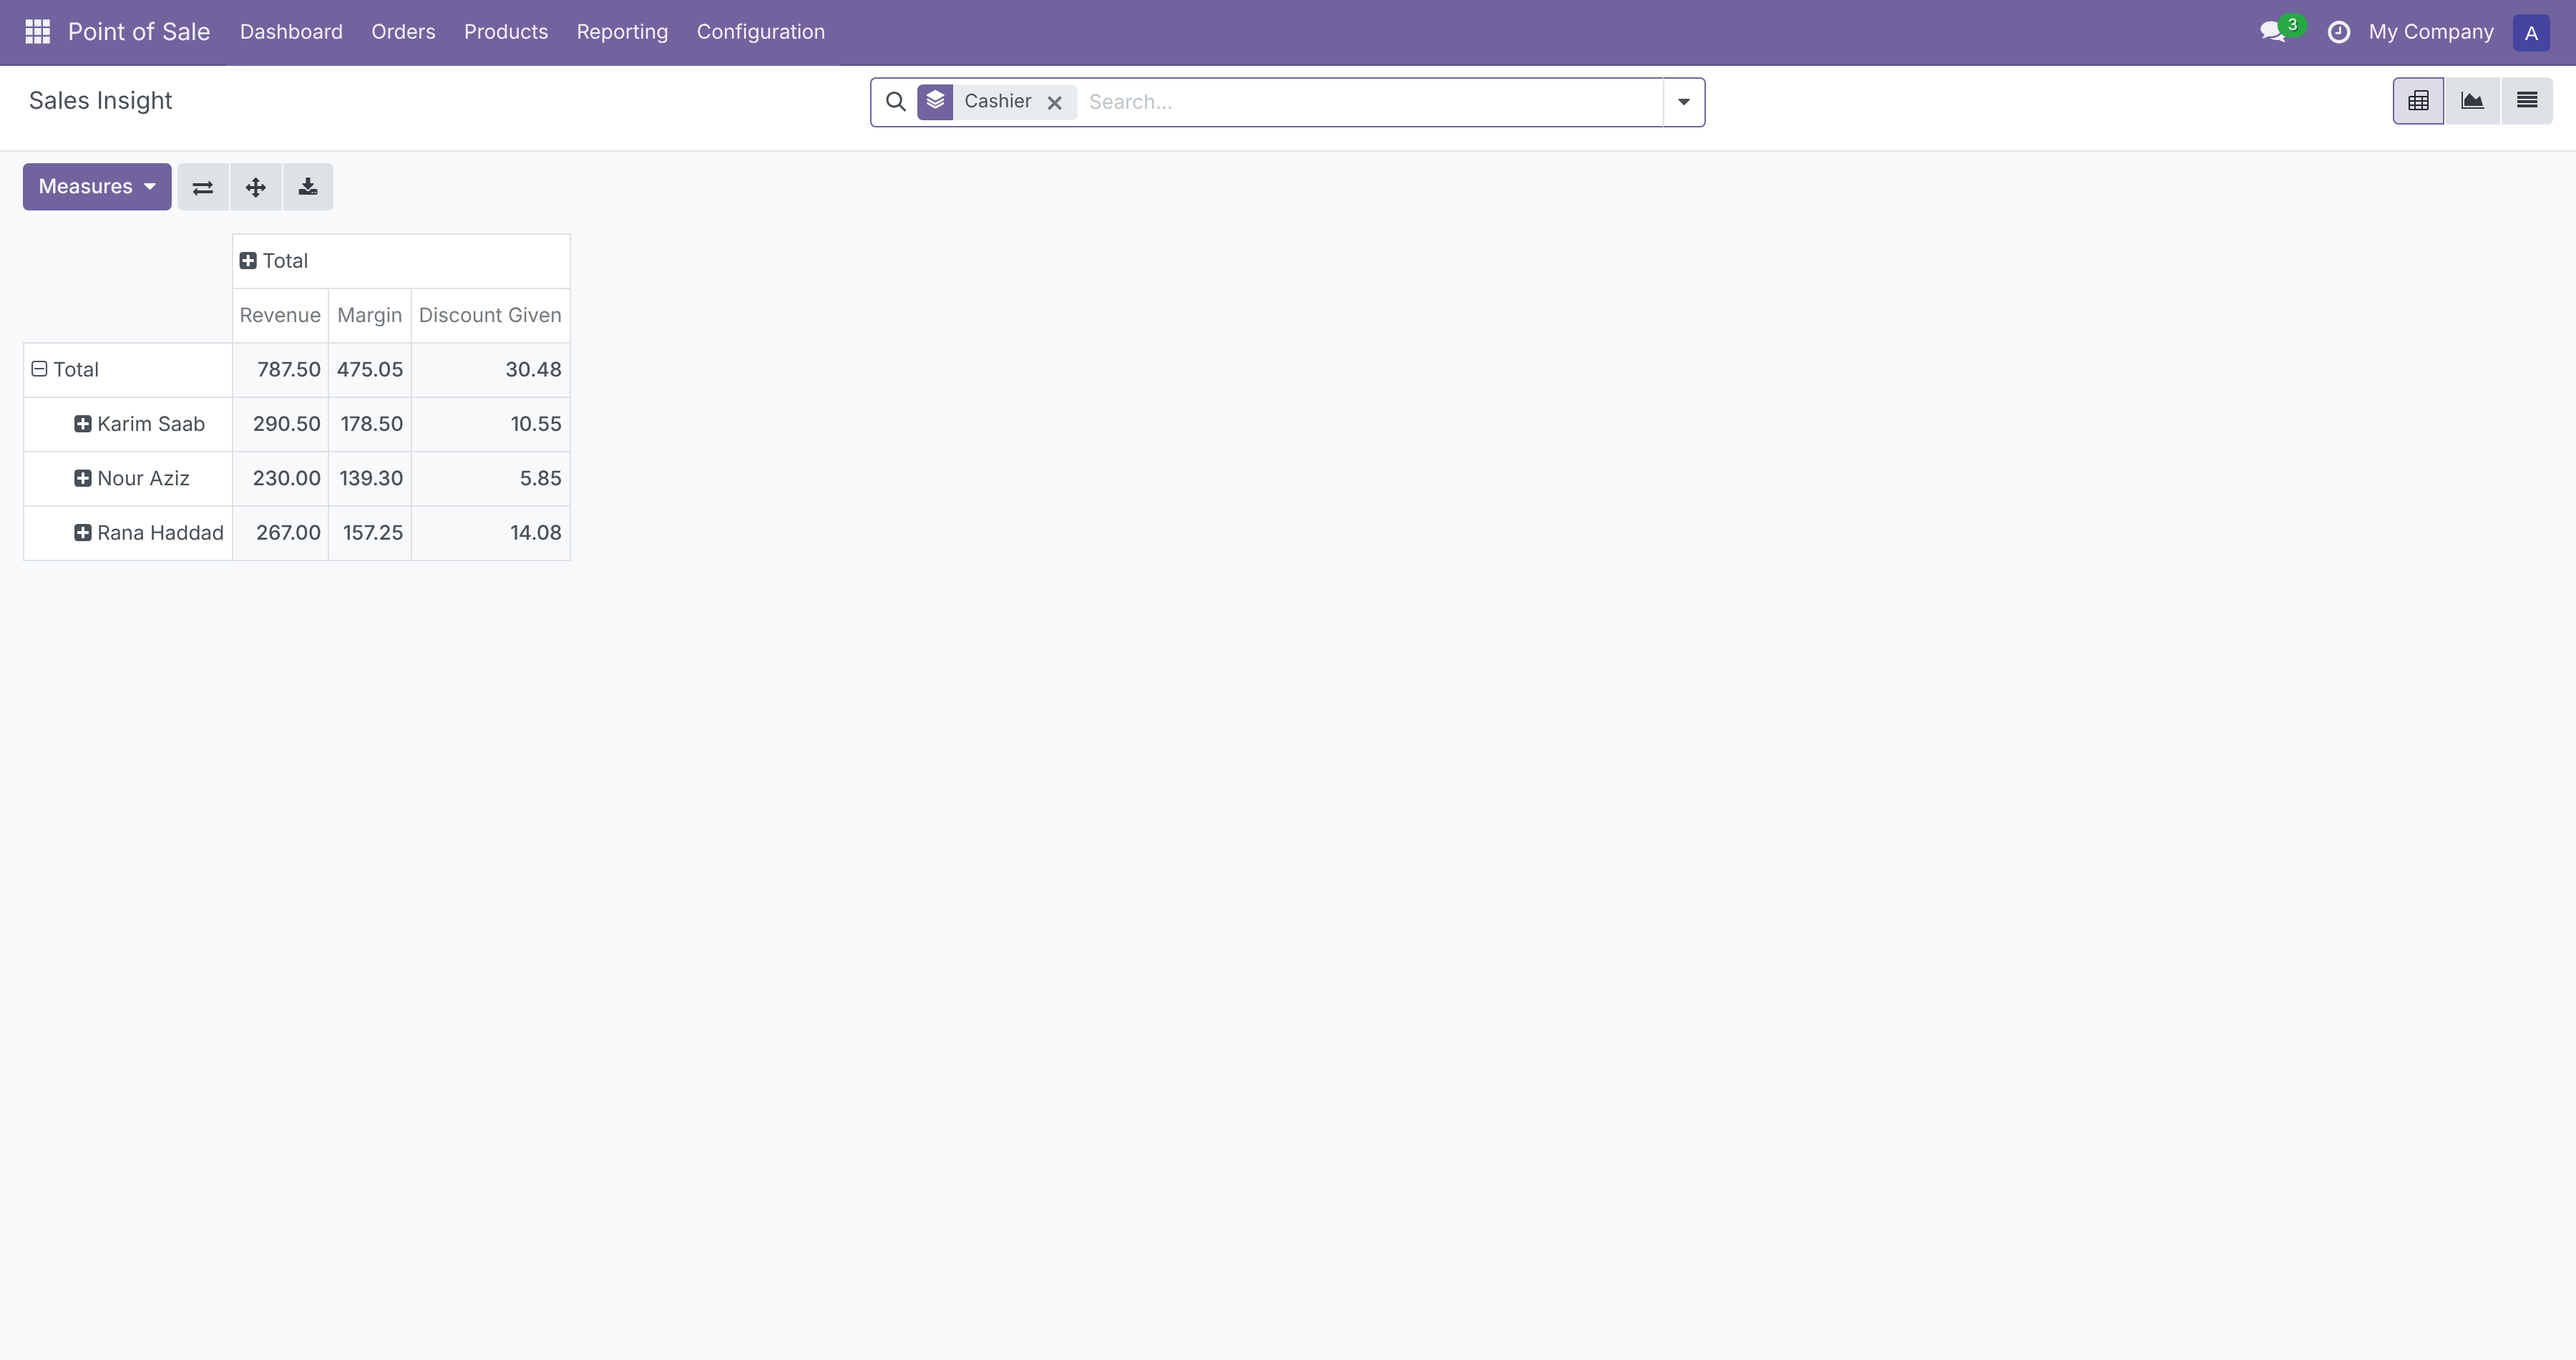 Point of Sale Dashboard Orders Products Reporting Configuration 3 My Company A
Sales Insight Cashier Search...
Measures
Total
Revenue Margin Discount Given
Total 787.50 475.05 30.48
Karim Saab 290.50 178.50 10.55
Nour Aziz 230.00 139.30 5.85
Rana Haddad 267.00 157.25 14.08